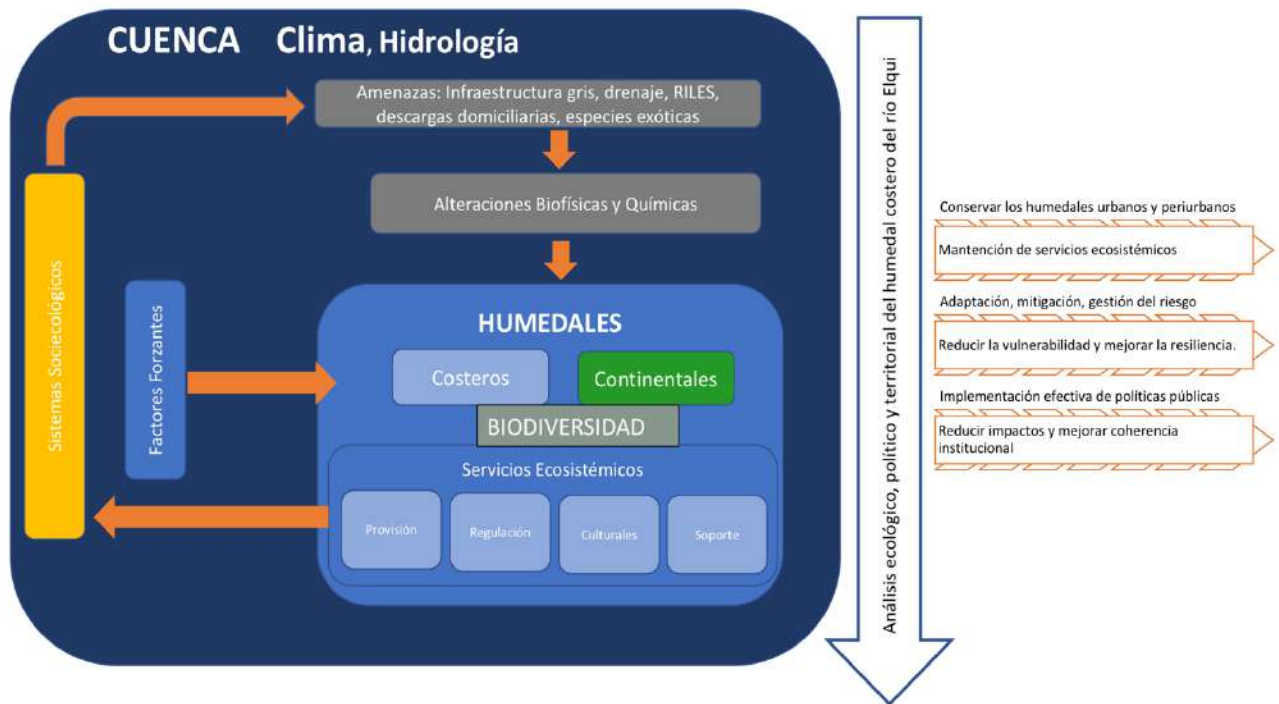 CUENCA Clima, Hidrología
Amenazas: Infraestructura gris, drenaje, RILES,
descargas domiciliarias, especies exóticas
Alteraciones Biofísicas y Químicas
Sistemas Sociecológicos
Factores Forzantes
HUMEDALES
Costeros
Continentales
BIODIVERSIDAD
Servicios Ecosistémicos
Provisión
Regulación
Culturales
Soporte
Análisis ecológico, político y territorial del humedal costero del río Elqui
Conservar los humedales urbanos y periurbanos
Mantención de servicios ecosistémicos
Adaptación, mitigación, gestión del riesgo
Reducir la vulnerabilidad y mejorar la resiliencia.
Implementación efectiva de políticas públicas
Reducir impactos y mejorar coherencia
institucional